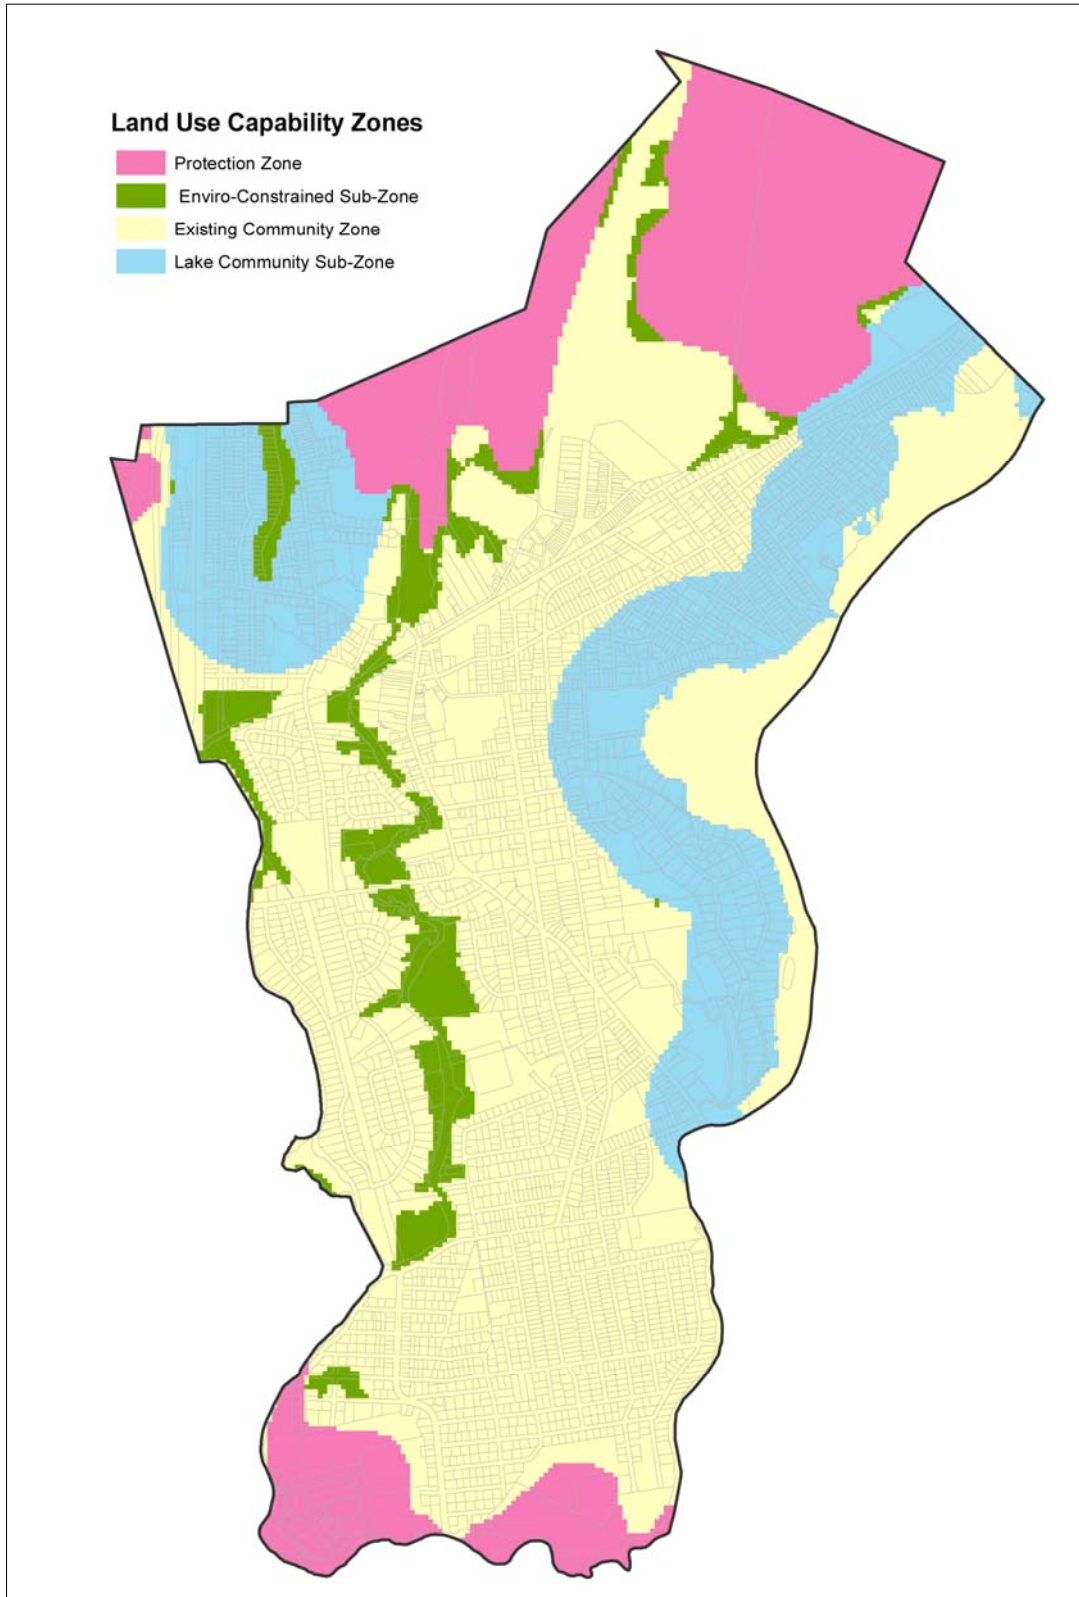 Land Use Capability Zones
Protection Zone
Enviro-Constrained Sub-Zone
Existing Community Zone
Lake Community Sub-Zone